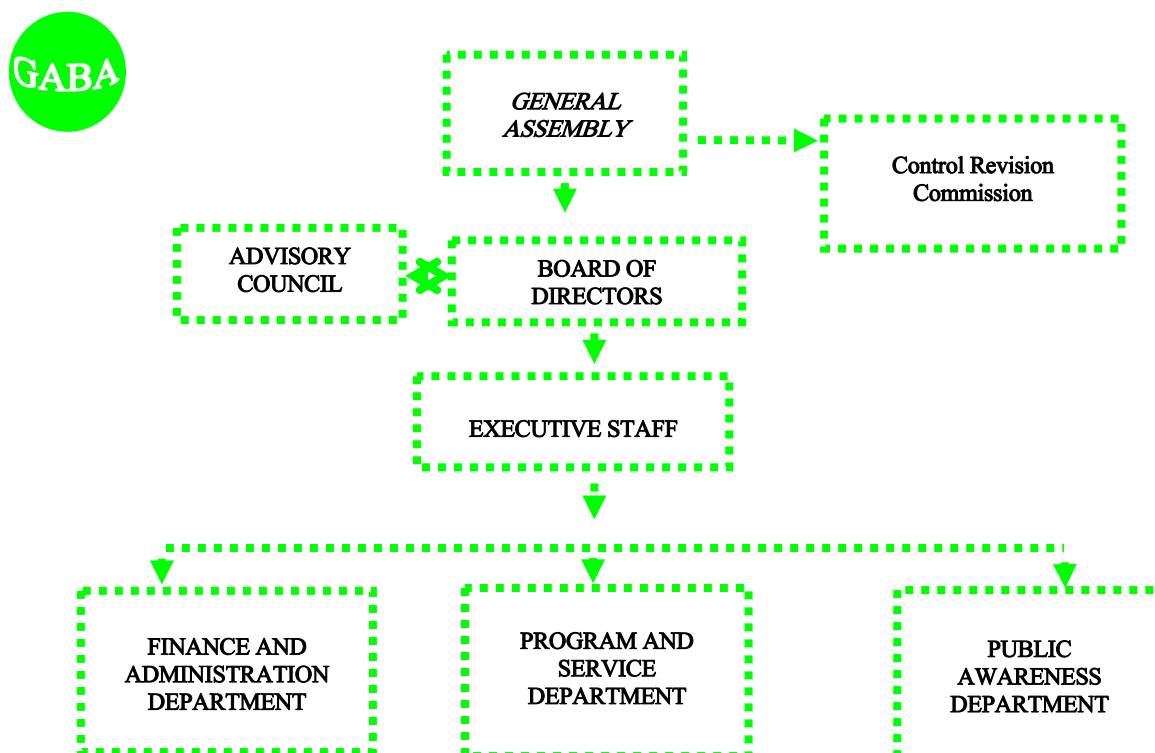 GABA
GENERAL
ASSEMBLY
Control Revision
Commission
ADVISORY
COUNCIL
BOARD OF
DIRECTORS
EXECUTIVE STAFF
FINANCE AND
ADMINISTRATION
DEPARTMENT
PROGRAM AND
SERVICE
DEPARTMENT
PUBLIC
AWARENESS
DEPARTMENT